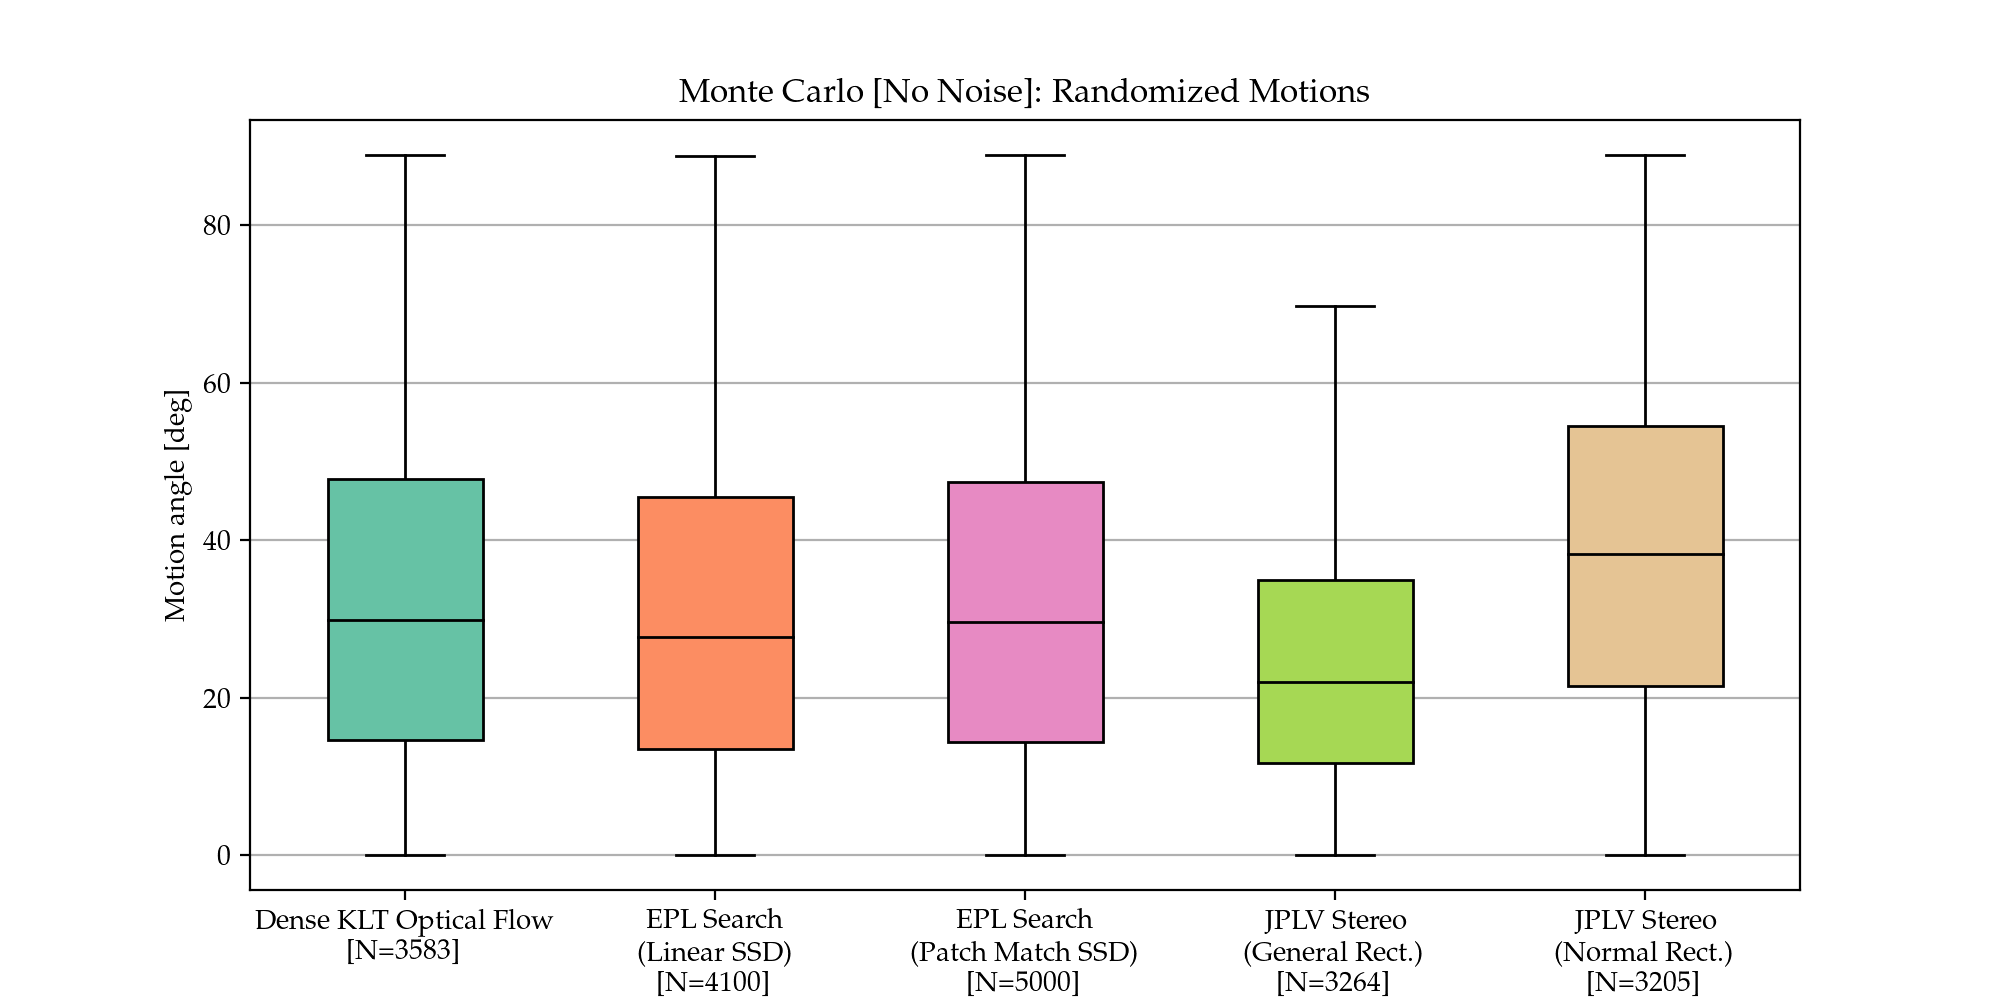 Monte Carlo [No Noise]: Randomized Motions
Motion angle [deg]
80
60
40
20
0
Dense KLT Optical Flow
[N=3583]
EPL Search
(Linear SSD)
[N=4100]
EPL Search
(Patch Match SSD)
[N=5000]
JPLV Stereo
(General Rect.)
[N=3264]
JPLV Stereo
(Normal Rect.)
[N=3205]